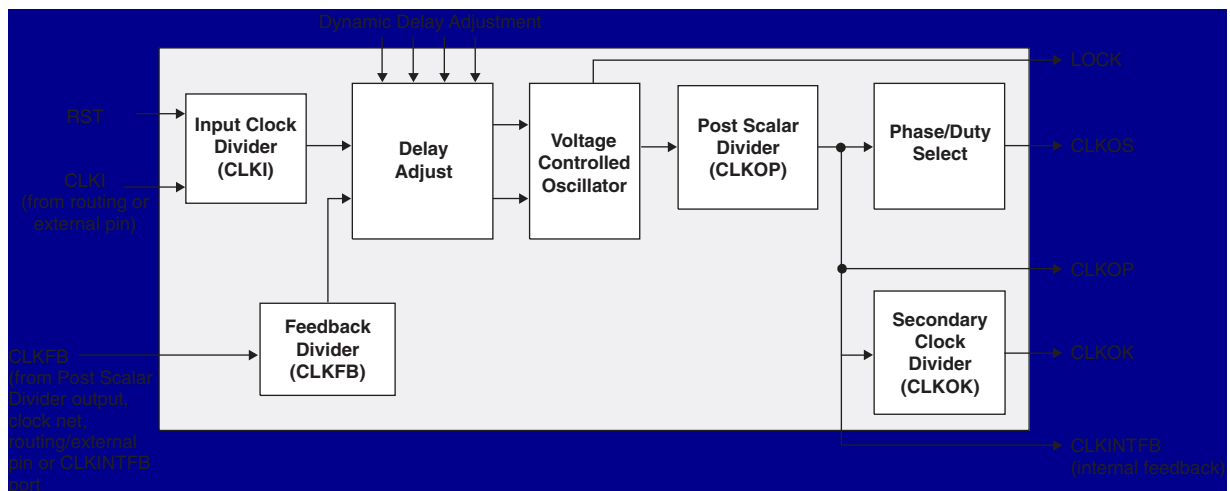 Dynamic Delay Adjustment
LOCK
RST
Input Clock
Divider
(CLKI)
Delay
Adjust
Voltage
Controlled
Oscillator
Post Scalar
Divider
(CLKOP)
Phase/Duty
Select
CLKOS
CLKI
(from routing or
external pin)
CLKOP
Feedback
Divider
(CLKFB)
Secondary
Clock
Divider
(CLKOK)
CLKOK
CLKFB
(from Post Scalar
Divider output,
clock net,
routing/external
pin or CLKINTFB
port
CLKINTFB
(internal feedback)